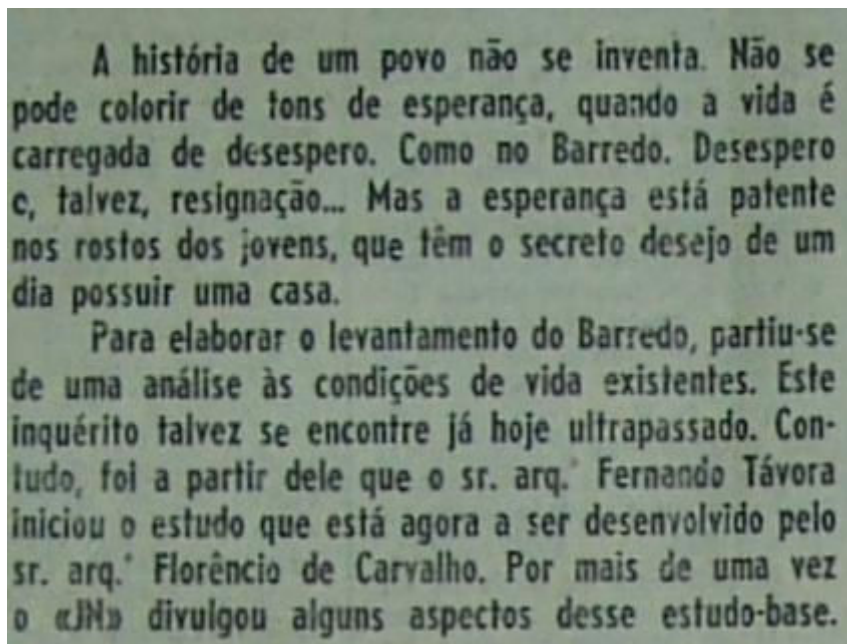 A história de um povo não se inventa. Não se
pode colorir de tons de esperança, quando a vida é
carregada de desespero. Como no Barredo. Desespero
e, talvez, resignação... Mas a esperança está patente
nos rostos dos jovens, que têm o secreto desejo de um
dia possuir uma casa.
Para elaborar o levantamento do Barredo, partiu-se
de uma análise às condições de vida existentes. Este
inquérito talvez se encontre já hoje ultrapassado. Con-
tudo, foi a partir dele que o sr. arq.° Fernando Távora
iniciou o estudo que está agora a ser desenvolvido pelo
sr. arq.° Florêncio de Carvalho. Por mais de uma vez
o «JN» divulgou alguns aspectos desse estudo-base.